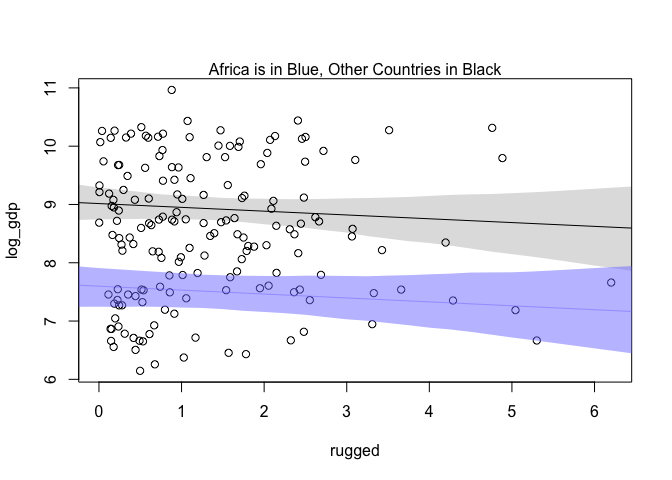 Africa is in Blue, Other Countries in Black
11
10
9
8
7
6
log_gdp
0 1 2 3 4 5 6
rugged